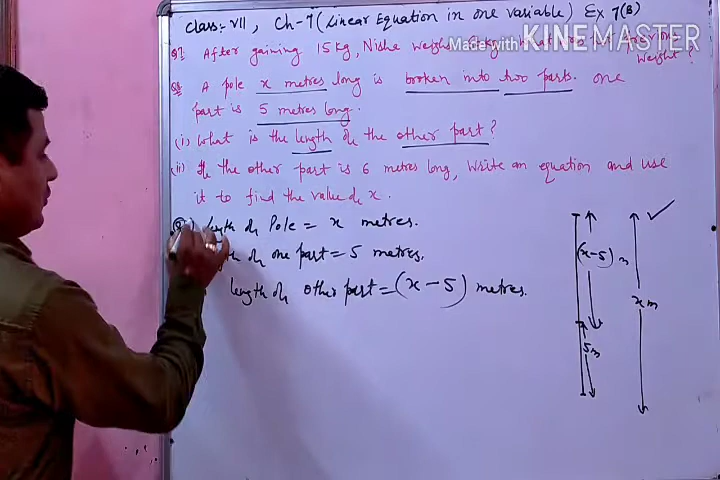 Class: VII, Ch-7 (Linear Equation in one variable) Ex 7(B)
Made with KINEMASTER
Q7 After gaining 15 kg, Nishe weighs
weight?
Q8 A pole x metres long is broken into two parts. one
part is 5 metres long.
(i) What is the length of the other part?
(ii) If the other part is 6 metres long, Write an equation and use
it to find the value of x.
length of Pole = x metres.
of one part = 5 metres.
length of other part = (x - 5) metres.
(x-5) m
x m
5 m